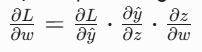 ∂L/∂w = ∂L/∂ŷ · ∂ŷ/∂z · ∂z/∂w